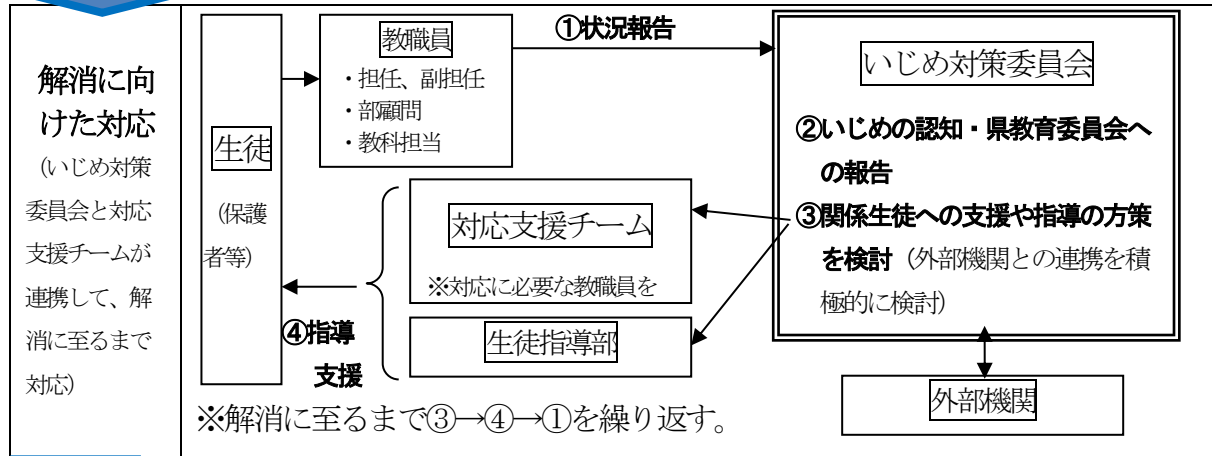 解消に向
けた対応
（いじめ対策
委員会と対応
支援チームが
連携して、解
消に至るまで
対応）
生徒
（保護
者等）
教職員
・担任、副担任
・部顧問
・教科担当
①状況報告
いじめ対策委員会
②いじめの認知・県教育委員会へ
の報告
③関係生徒への支援や指導の方策
を検討（外部機関との連携を積
極的に検討）
対応支援チーム
※対応に必要な教職員を
生徒指導部
④指導
支援
外部機関
※解消に至るまで③→④→①を繰り返す。